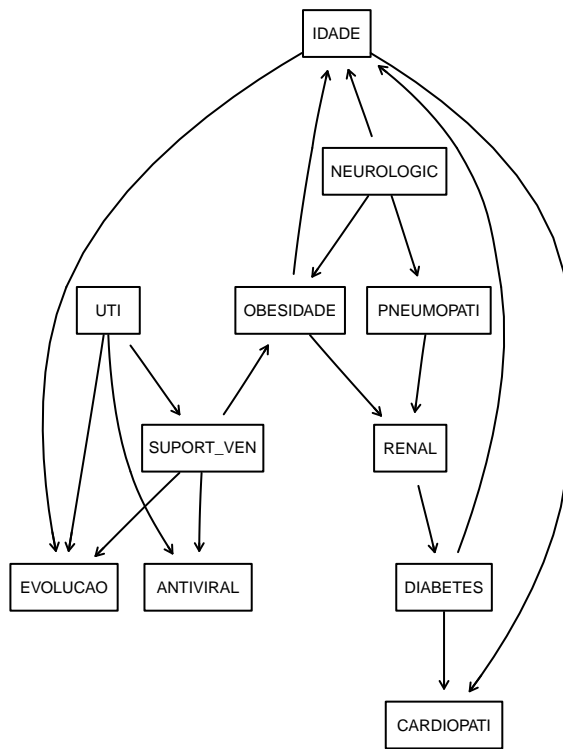 IDADE
NEUROLOGIC
UTI
OBESIDADE
PNEUMOPATI
SUPORT_VEN
RENAL
EVOLUCAO
ANTIVIRAL
DIABETES
CARDIOPATI